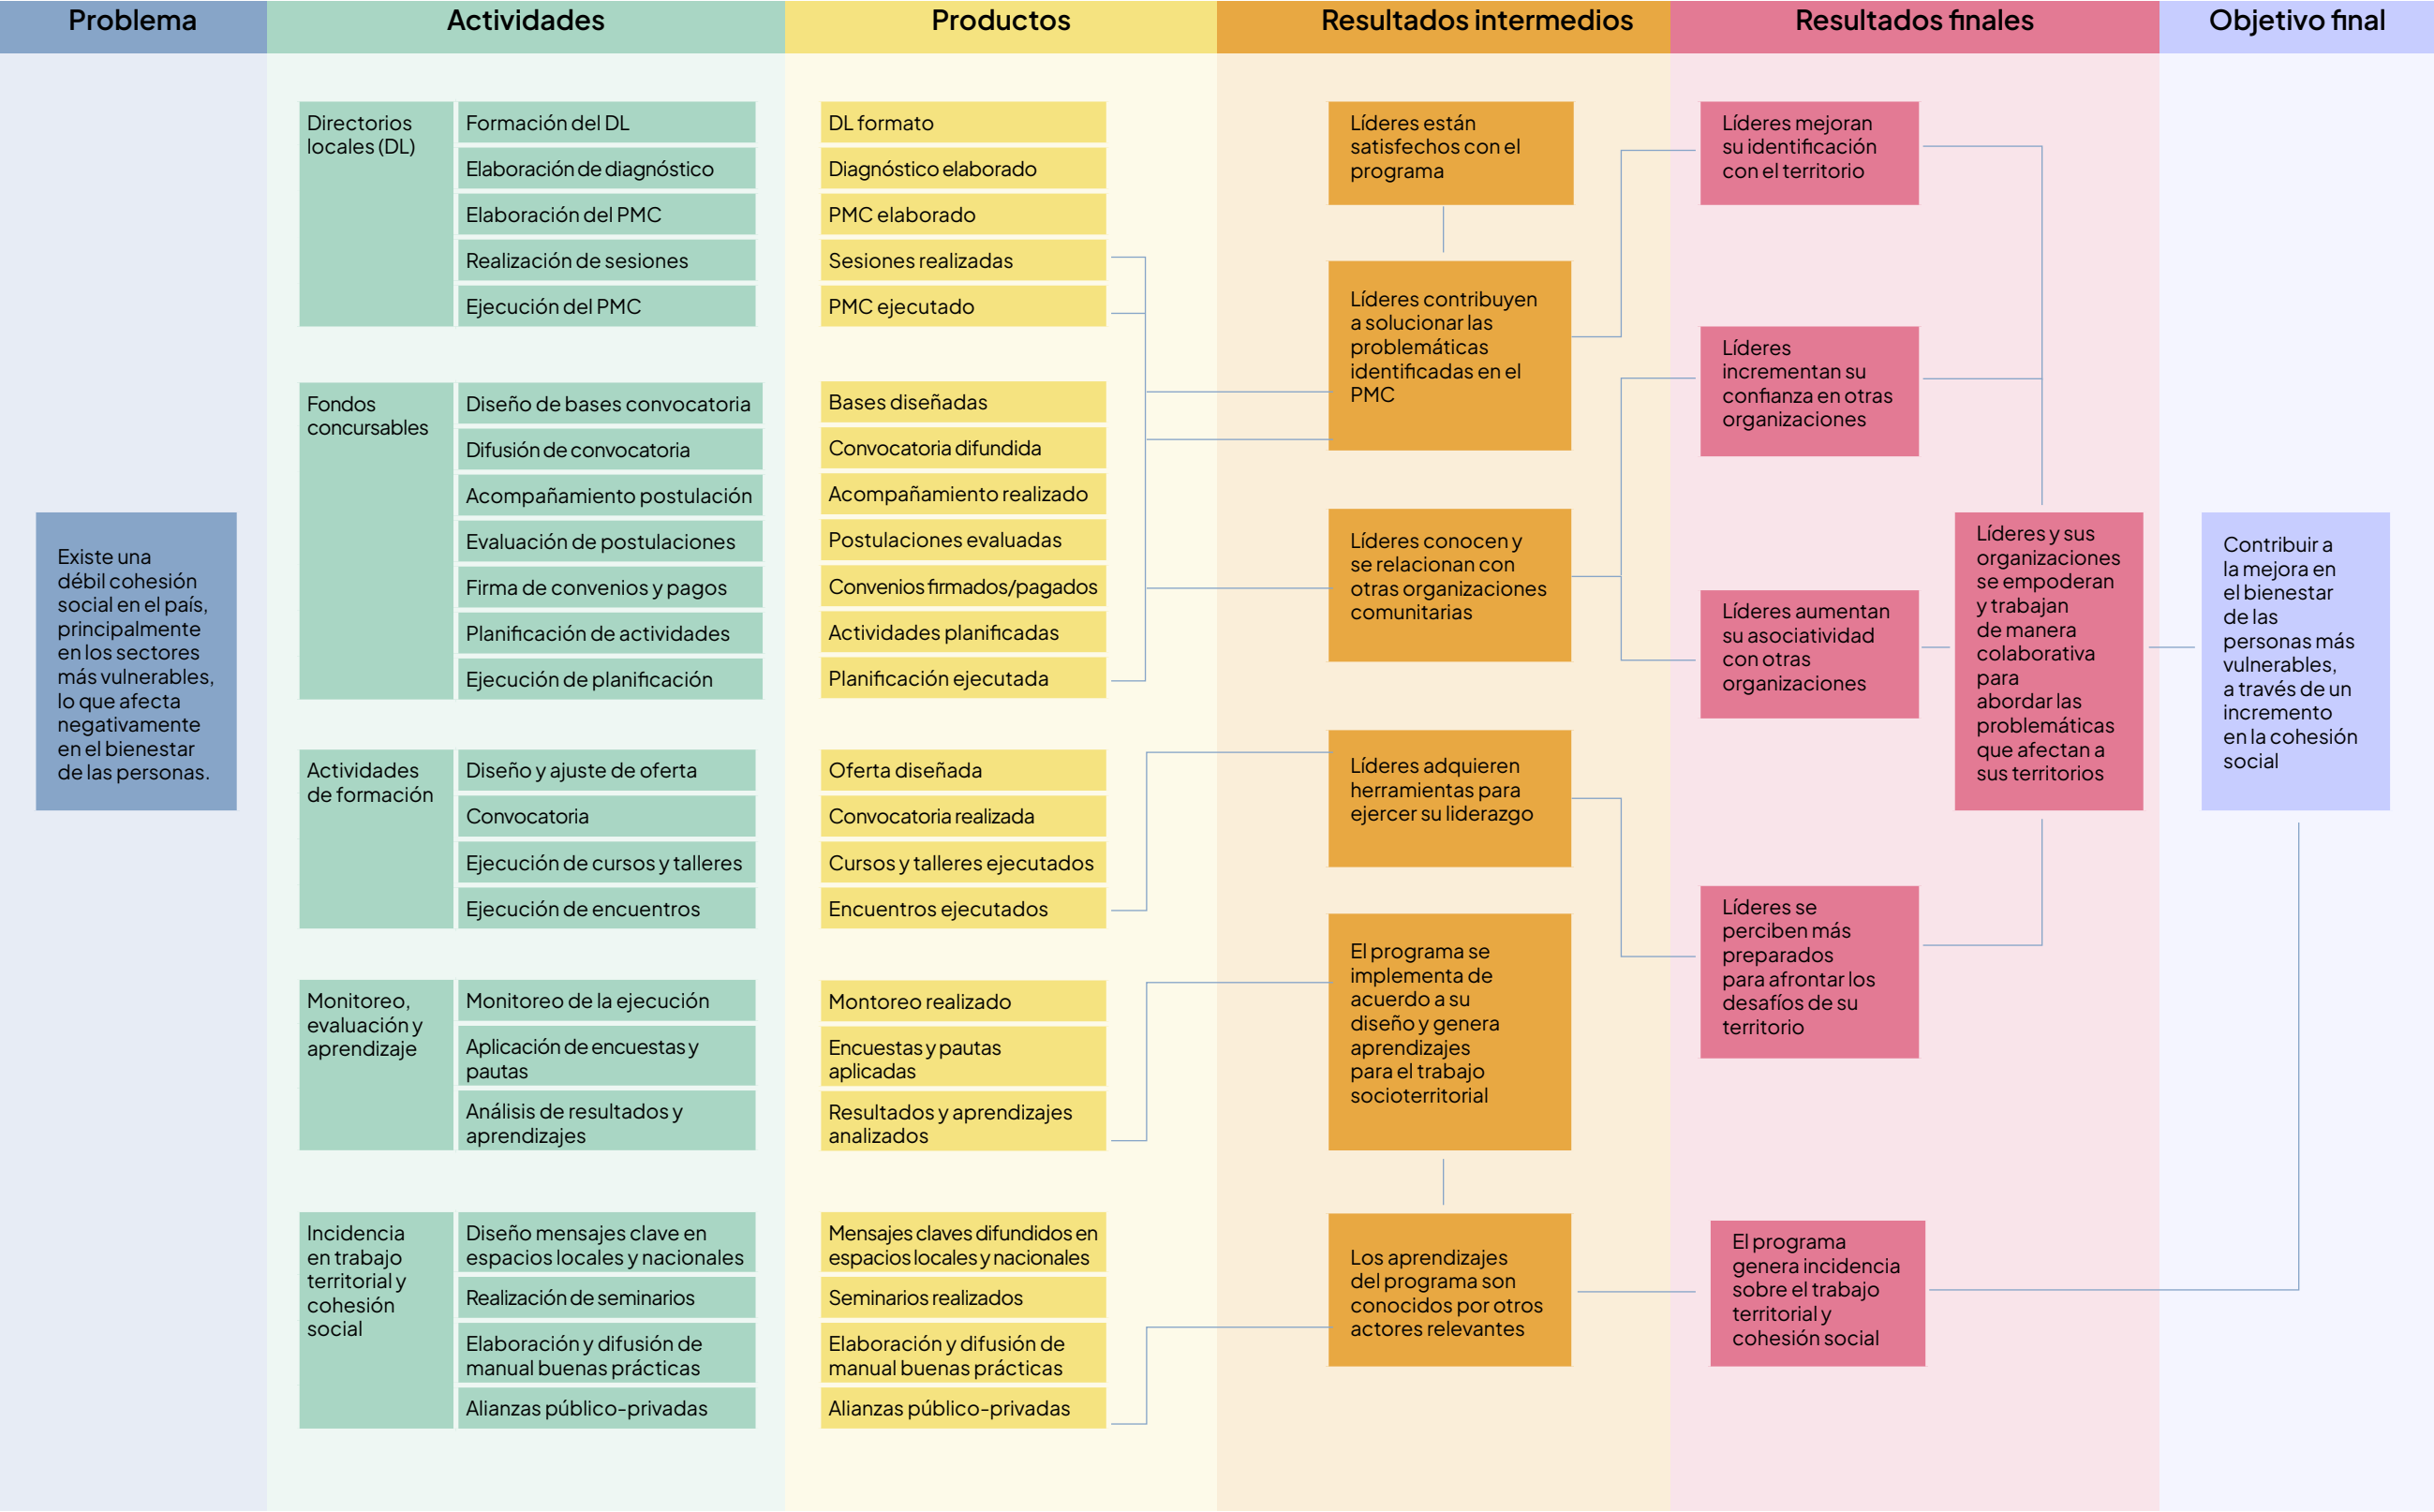 Problema
Actividades
Productos
Resultados intermedios
Resultados finales
Objetivo final
Existe una
débil cohesión
social en el país,
principalmente
en los sectores
más vulnerables,
lo que afecta
negativamente
en el bienestar
de las personas.
Directorios
locales (DL)
Formación del DL
Elaboración de diagnóstico
Elaboración del PMC
Realización de sesiones
Ejecución del PMC
Fondos
concursables
Diseño de bases convocatoria
Difusión de convocatoria
Acompañamiento postulación
Evaluación de postulaciones
Firma de convenios y pagos
Planificación de actividades
Ejecución de planificación
Actividades
de formación
Diseño y ajuste de oferta
Convocatoria
Ejecución de cursos y talleres
Ejecución de encuentros
Monitoreo,
evaluación y
aprendizaje
Monitoreo de la ejecución
Aplicación de encuestas y
pautas
Análisis de resultados y
aprendizajes
Incidencia
en trabajo
territorial y
cohesión
social
Diseño mensajes clave en
espacios locales y nacionales
Realización de seminarios
Elaboración y difusión de
manual buenas prácticas
Alianzas público-privadas
DL formato
Diagnóstico elaborado
PMC elaborado
Sesiones realizadas
PMC ejecutado
Bases diseñadas
Convocatoria difundida
Acompañamiento realizado
Postulaciones evaluadas
Convenios firmados/pagados
Actividades planificadas
Planificación ejecutada
Oferta diseñada
Convocatoria realizada
Cursos y talleres ejecutados
Encuentros ejecutados
Montoreo realizado
Encuestas y pautas
aplicadas
Resultados y aprendizajes
analizados
Mensajes claves difundidos en
espacios locales y nacionales
Seminarios realizados
Elaboración y difusión de
manual buenas prácticas
Alianzas público-privadas
Líderes están
satisfechos con el
programa
Líderes contribuyen
a solucionar las
problemáticas
identificadas en el
PMC
Líderes conocen y
se relacionan con
otras organizaciones
comunitarias
Líderes adquieren
herramientas para
ejercer su liderazgo
El programa se
implementa de
acuerdo a su
diseño y genera
aprendizajes
para el trabajo
socioterritorial
Los aprendizajes
del programa son
conocidos por otros
actores relevantes
Líderes mejoran
su identificación
con el territorio
Líderes
incrementan su
confianza en otras
organizaciones
Líderes aumentan
su asociatividad
con otras
organizaciones
Líderes se
perciben más
preparados
para afrontar los
desafíos de su
territorio
El programa
genera incidencia
sobre el trabajo
territorial y
cohesión social
Líderes y sus
organizaciones
se empoderan
y trabajan
de manera
colaborativa
para
abordar las
problemáticas
que afectan a
sus territorios
Contribuir a
la mejora en
el bienestar
de las
personas más
vulnerables,
a través de un
incremento
en la cohesión
social